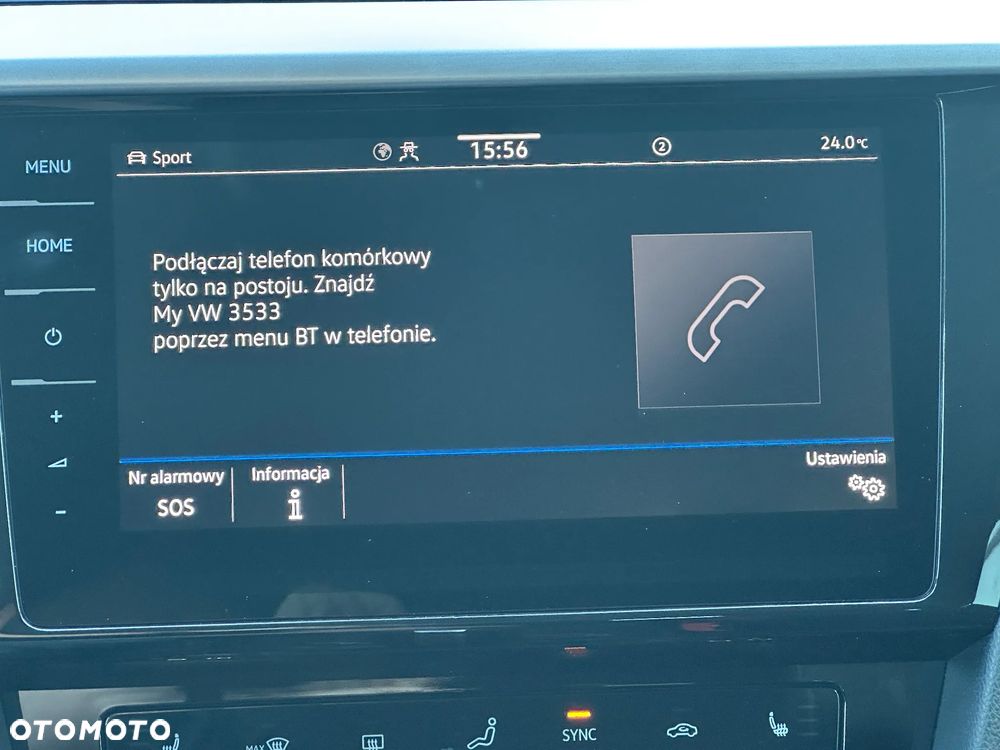 MENU
Sport
15:56
2
24.0°C
HOME
Podłączaj telefon komórkowy
tylko na postoju. Znajdź
My VW 3533
poprzez menu BT w telefonie.
+
-
Nr alarmowy
SOS
Informacja
i
Ustawienia
OTOMOTO
MAX
SYNC